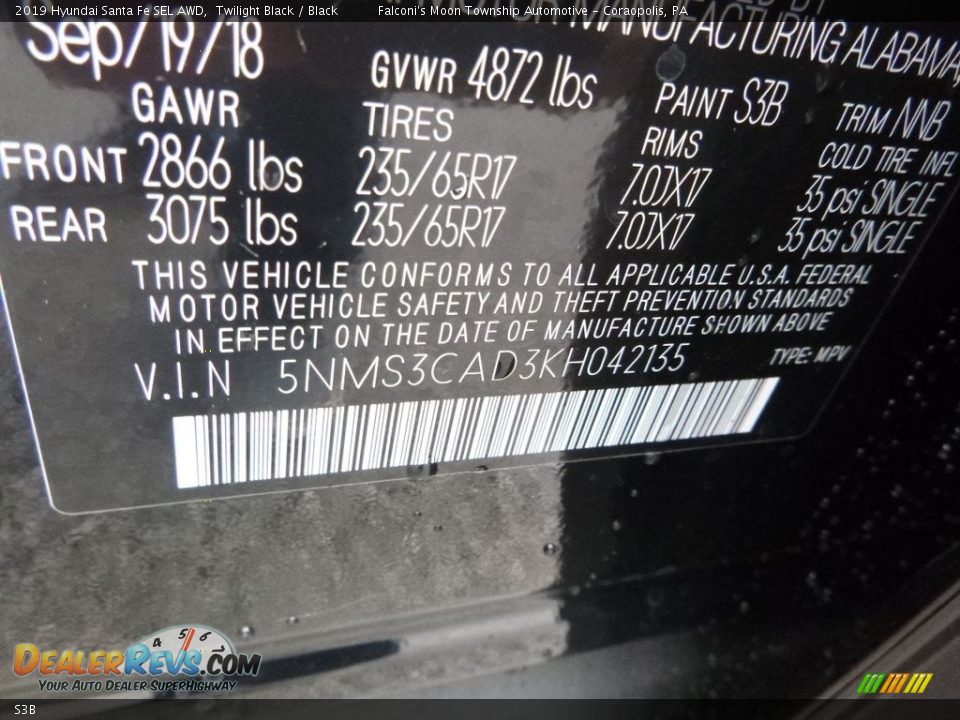 2019 Hyundai Santa Fe SEL AWD, Twilight Black / Black Falconi's Moon Township Automotive - Coraopolis, PA
MANUFACTURING ALABAMA,
Sep/19/18 GVWR 4872 lbs PAINT S3B TRIM NNB
GAWR TIRES RIMS COLD TIRE INFL
FRONT 2866 lbs 235/65R17 7.0JX17 35 psi SINGLE
REAR 3075 lbs 235/65R17 7.0JX17 35 psi SINGLE
THIS VEHICLE CONFORMS TO ALL APPLICABLE U.S.A. FEDERAL
MOTOR VEHICLE SAFETY AND THEFT PREVENTION STANDARDS
IN EFFECT ON THE DATE OF MANUFACTURE SHOWN ABOVE
V.I.N 5NMS3CAD3KH042135 TYPE: MPV
4 5 6
DealerRevs.com
Your Auto Dealer SuperHighway
S3B